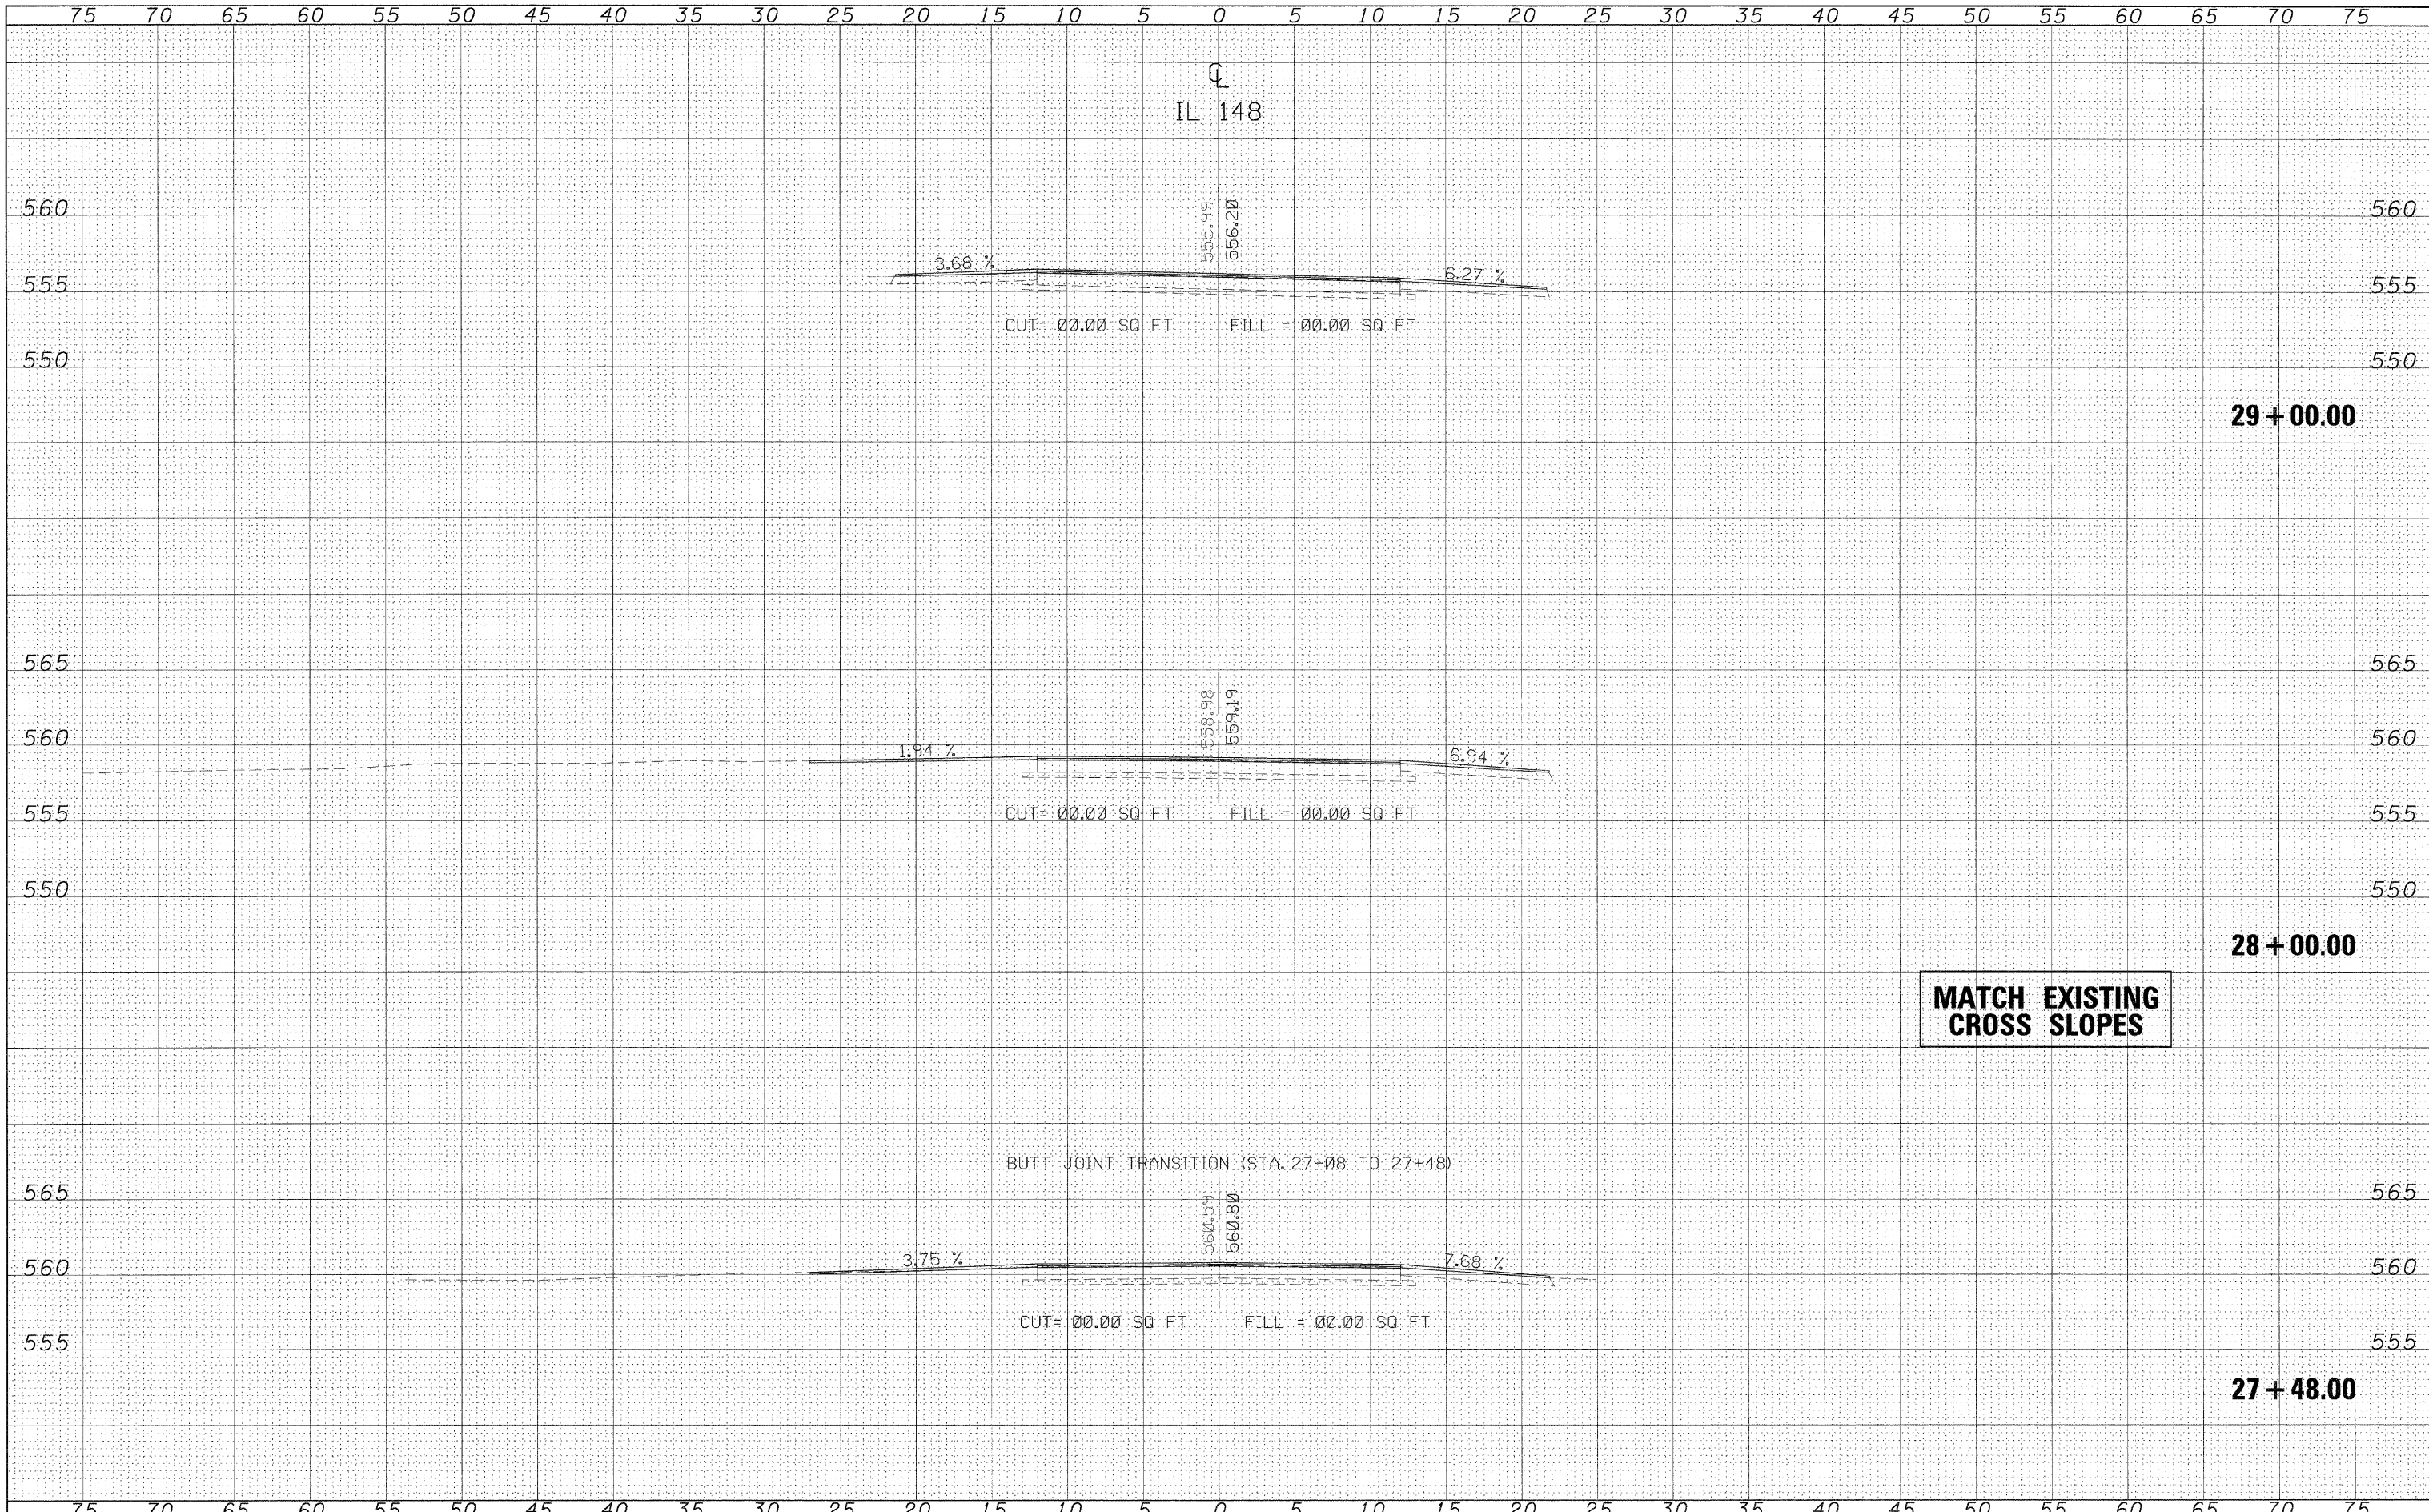 75 70 65 60 55 50 45 40 35 30 25 20 15 10 5 0 5 10 15 20 25 30 35 40 45 50 55 60 65 70 75
℄
IL 148
560 560
555.99
556.20
3.68 % 6.27 %
555 555
CUT= 00.00 SQ FT FILL = 00.00 SQ FT
550 550
29+00.00
565 565
558.98
559.19
560 560
1.94 % 6.94 %
555 CUT= 00.00 SQ FT FILL = 00.00 SQ FT 555
550 550
28+00.00
MATCH EXISTING
CROSS SLOPES
BUTT JOINT TRANSITION (STA. 27+08 TO 27+48)
565 565
560.59
560.80
3.75 % 7.68 %
560 560
CUT= 00.00 SQ FT FILL = 00.00 SQ FT
555 555
27+48.00
75 70 65 60 55 50 45 40 35 30 25 20 15 10 5 0 5 10 15 20 25 30 35 40 45 50 55 60 65 70 75